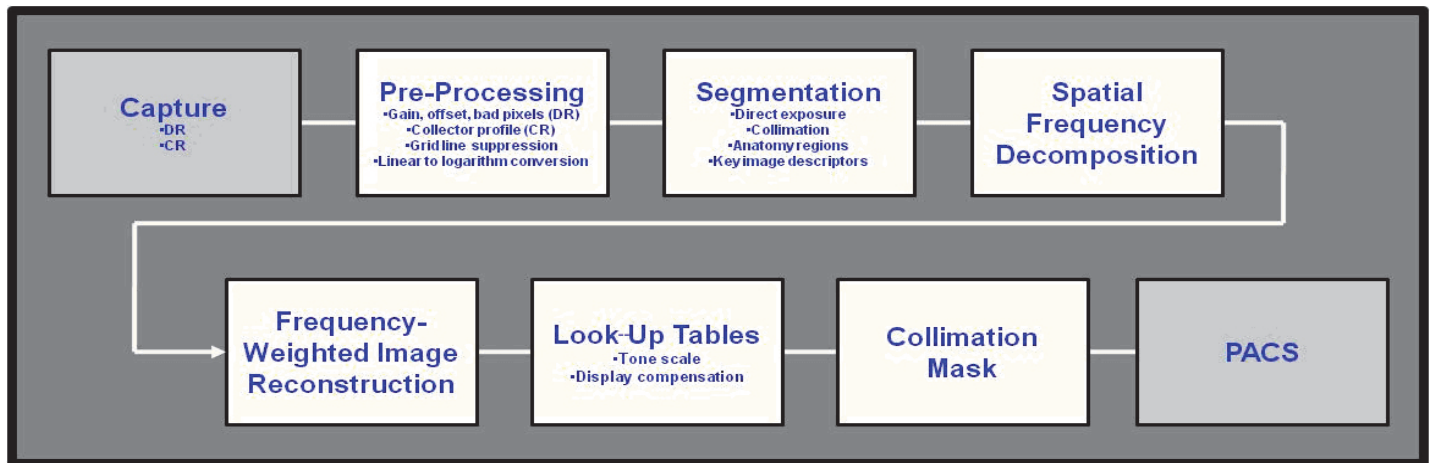 Capture
▪DR
▪CR
Pre-Processing
▪Gain, offset, bad pixels (DR)
▪Collector profile (CR)
▪Grid line suppression
▪Linear to logarithm conversion
Segmentation
▪Direct exposure
▪Collimation
▪Anatomy regions
▪Key image descriptors
Spatial
Frequency
Decomposition
Frequency-
Weighted Image
Reconstruction
Look-Up Tables
▪Tone scale
▪Display compensation
Collimation
Mask
PACS